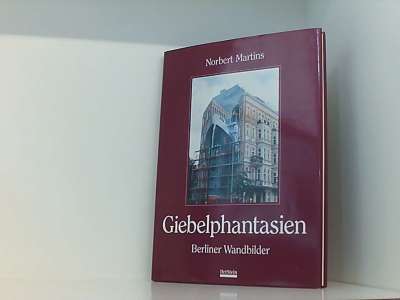 Norbert Martins
Giebelphantasien
Berliner Wandbilder